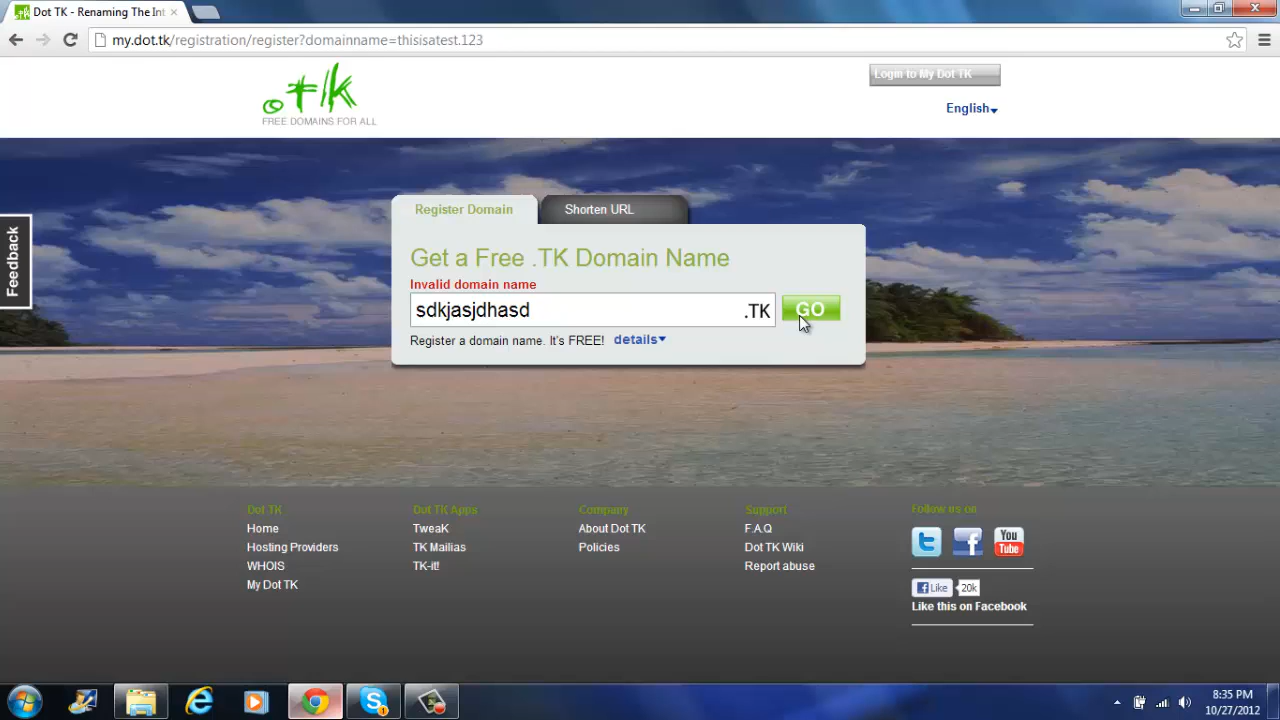 Dot TK - Renaming The Int
my.dot.tk/registration/register?domainname=thisisatest.123
.TK
FREE DOMAINS FOR ALL
Login to My Dot TK
English
Feedback
Register Domain
Shorten URL
Get a Free .TK Domain Name
Invalid domain name
sdkjasjdhasd .TK
GO
Register a domain name. It's FREE! details
Dot TK
Home
Hosting Providers
WHOIS
My Dot TK
Dot TK Apps
TweaK
TK Mailias
TK-it!
Company
About Dot TK
Policies
Support
F.A.Q
Dot TK Wiki
Report abuse
Follow us on
You
Tube
Like 20k
Like this on Facebook
8:35 PM
10/27/2012